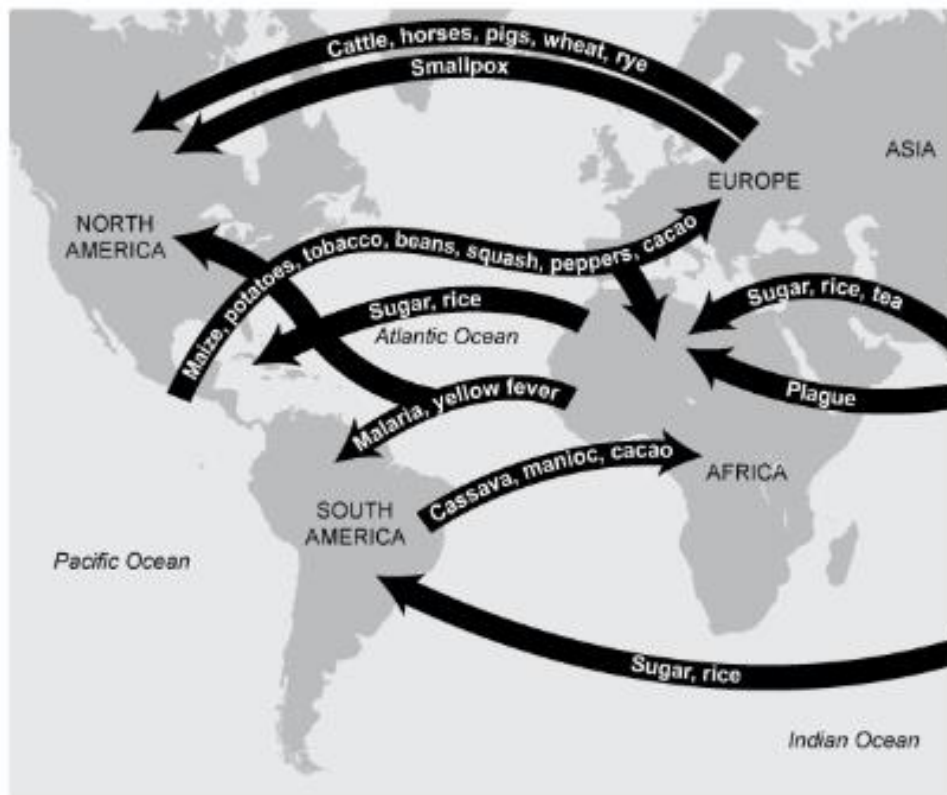 Cattle, horses, pigs, wheat, rye
Smallpox
ASIA
EUROPE
NORTH
AMERICA
Maize, potatoes, tobacco, beans, squash, peppers, cacao
Sugar, rice
Atlantic Ocean
Sugar, rice, tea
Plague
Malaria, yellow fever
Cassava, manioc, cacao
AFRICA
SOUTH
AMERICA
Pacific Ocean
Sugar, rice
Indian Ocean